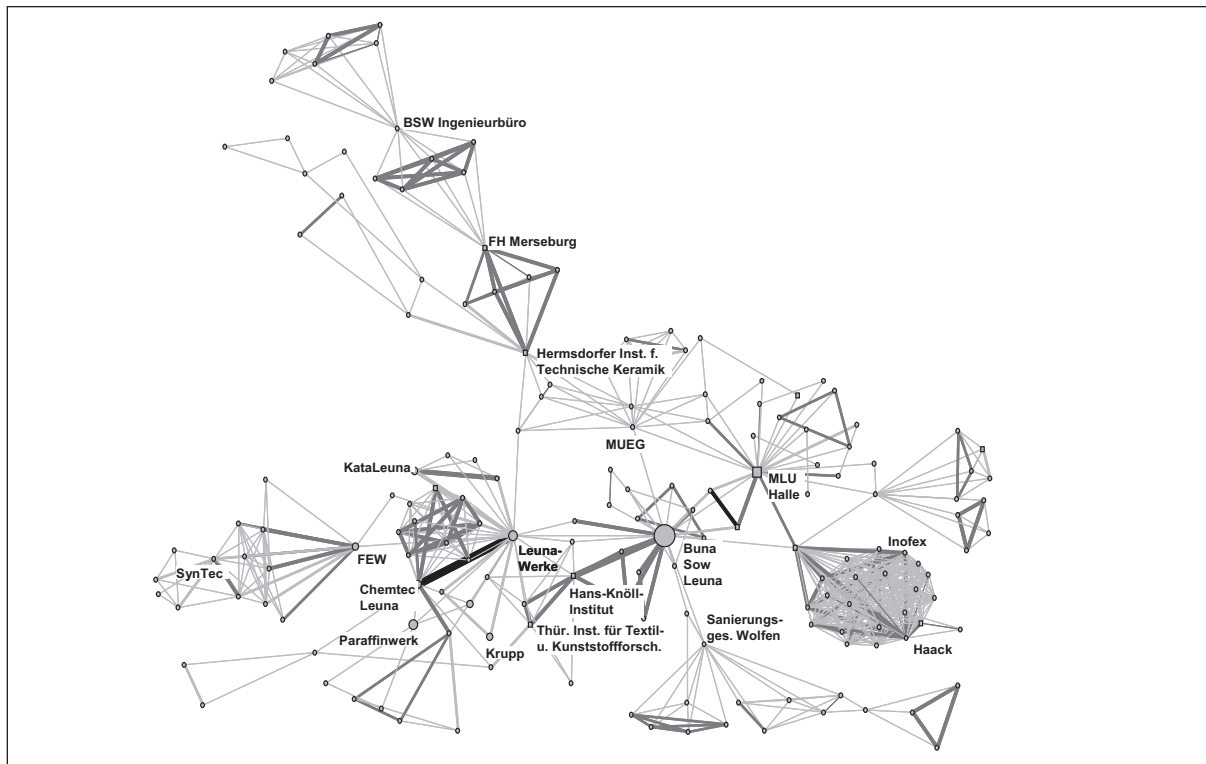 BSW Ingenieurbüro
FH Merseburg
Hermsdorfer Inst. f.
Technische Keramik
MUEG
KataLeuna
MLU
Halle
Inofex
FEW
SynTec
Leuna-
Werke
Buna
Sow
Leuna
Chemtec
Leuna
Hans-Knöll-
Institut
Sanierungs-
ges. Wolfen
Paraffinwerk
Krupp
Thür. Inst. für Textil-
u. Kunststoffforsch.
Haack